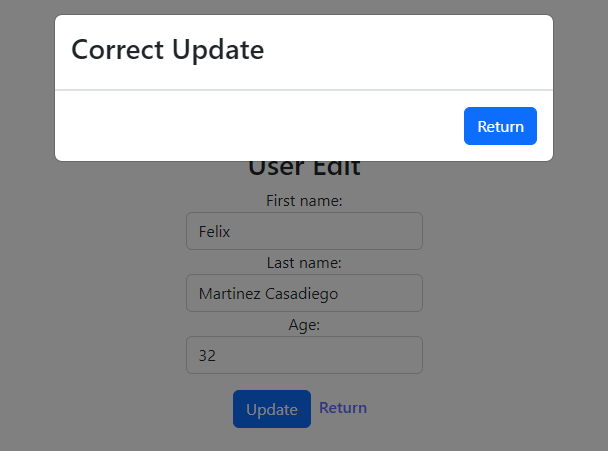 Correct Update
Return
User Edit
First name:
Felix
Last name:
Martinez Casadiego
Age:
32
Update Return